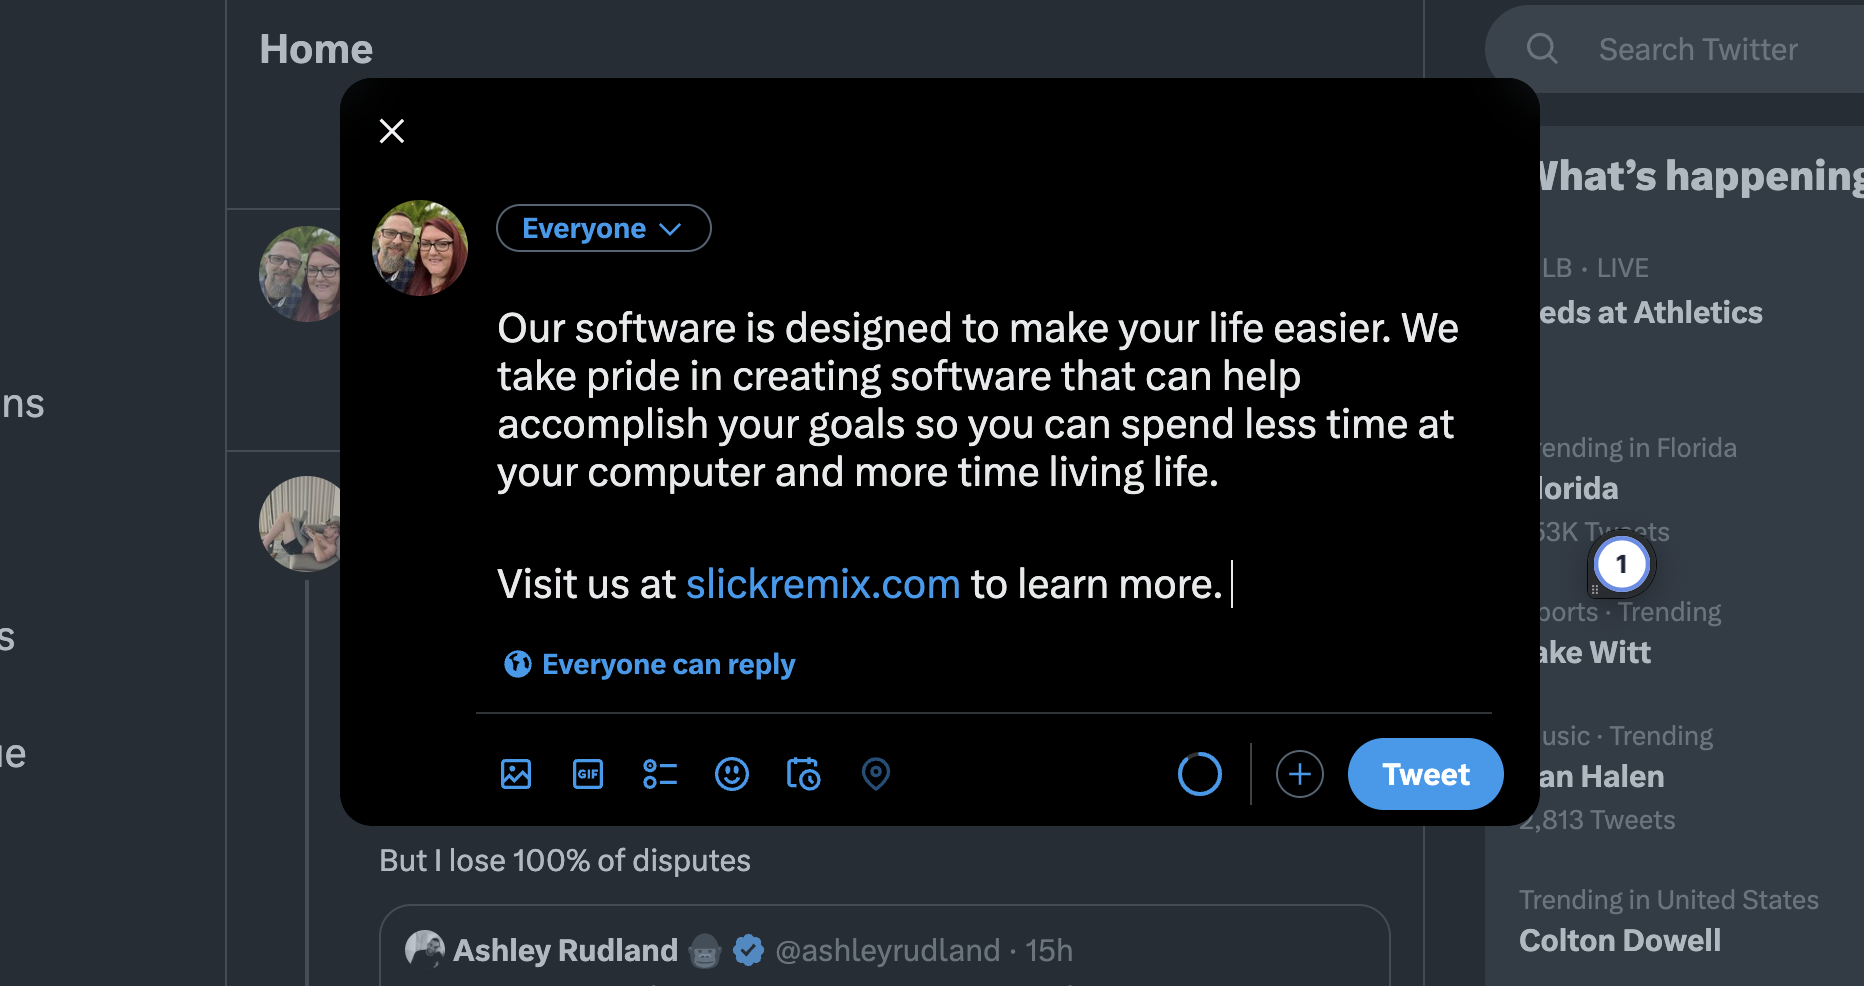 Home
Search Twitter
Everyone
Our software is designed to make your life easier. We
take pride in creating software that can help
accomplish your goals so you can spend less time at
your computer and more time living life.
Visit us at slickremix.com to learn more.
Everyone can reply
GIF
Tweet
What's happening
LB · LIVE
eds at Athletics
rending in Florida
lorida
53K Tweets
1
ports · Trending
ake Witt
usic · Trending
an Halen
2,813 Tweets
Trending in United States
Colton Dowell
ns
s
ue
But I lose 100% of disputes
Ashley Rudland @ashleyrudland · 15h